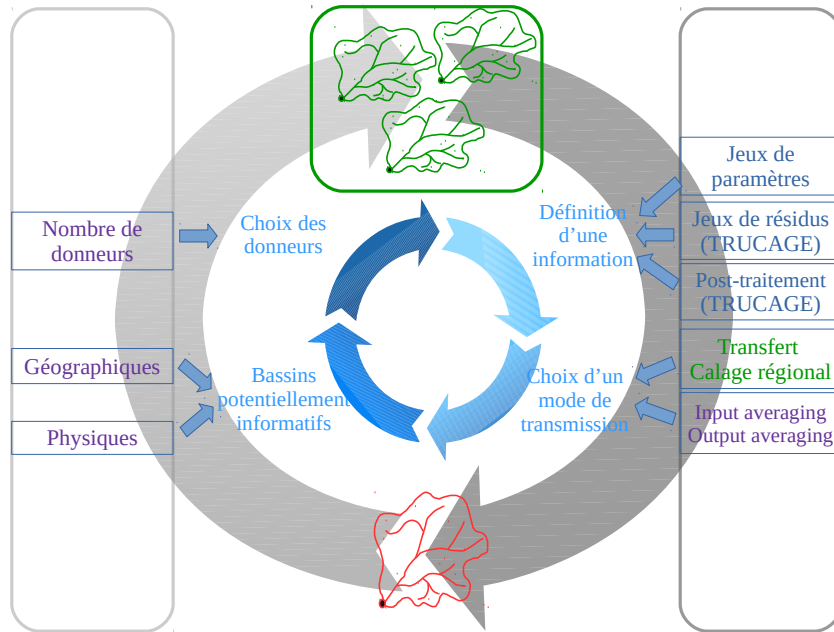 Nombre de
donneurs
Géographiques
Physiques
Choix des
donneurs
Bassins
potentiellement
informatifs
Définition
d’une
information
Choix d’un
mode de
transmission
Jeux de
paramètres
Jeux de résidus
(TRUCAGE)
Post-traitement
(TRUCAGE)
Transfert
Calage régional
Input averaging
Output averaging